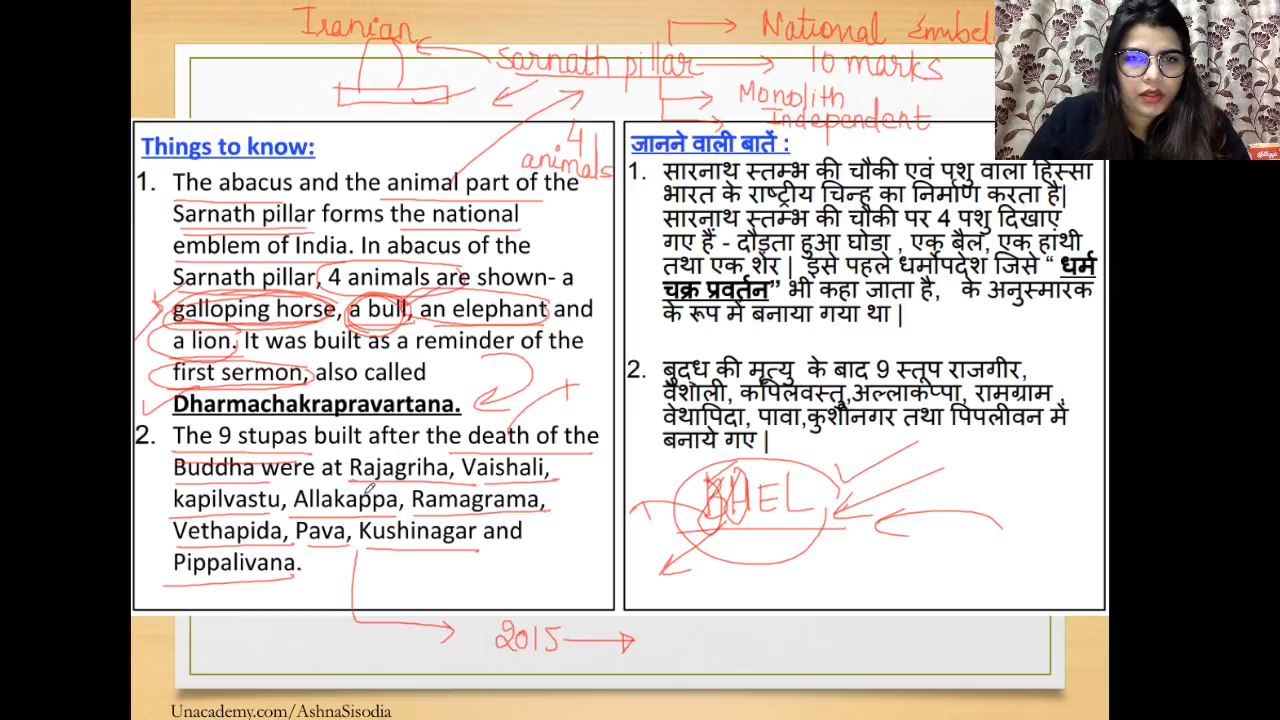 Iranian
Sarnath pillar
National Embel
10 marks
Monolith
Independent
4
animals
Things to know:
1. The abacus and the animal part of the
Sarnath pillar forms the national
emblem of India. In abacus of the
Sarnath pillar, 4 animals are shown- a
galloping horse, a bull, an elephant and
a lion. It was built as a reminder of the
first sermon, also called
Dharmachakrapravartana.
2. The 9 stupas built after the death of the
Buddha were at Rajagriha, Vaishali,
kapilvastu, Allakappa, Ramagrama,
Vethapida, Pava, Kushinagar and
Pippalivana.
जानने वाली बातें :
1. सारनाथ स्तम्भ की चौकी एवं पशु वाला हिस्सा
भारत के राष्ट्रीय चिन्ह का निर्माण करता है|
सारनाथ स्तम्भ की चौकी पर 4 पशु दिखाए
गए हैं - दौड़ता हुआ घोड़ा , एक बैल, एक हाथी
तथा एक शेर | इसे पहले धर्मोपदेश जिसे “ धर्म
चक्र प्रवर्तन” भी कहा जाता है, के अनुस्मारक
के रूप में बनाया गया था |
2. बुद्ध की मृत्यु के बाद 9 स्तूप राजगीर,
वैशाली, कपिलवस्तु,अल्लाकप्पा, रामग्राम ,
वेथापिदा, पावा,कुशीनगर तथा पिपलीवन में
बनाये गए |
BHEL
2015
Unacademy.com/AshnaSisodia